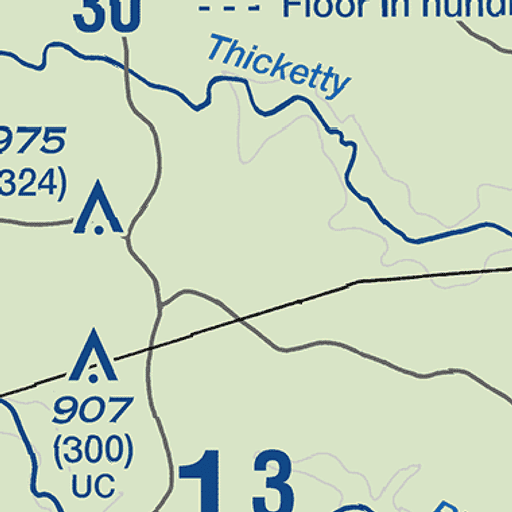 30
--- Floor in hund
Thicketty
975
324)
907
(300)
UC
13